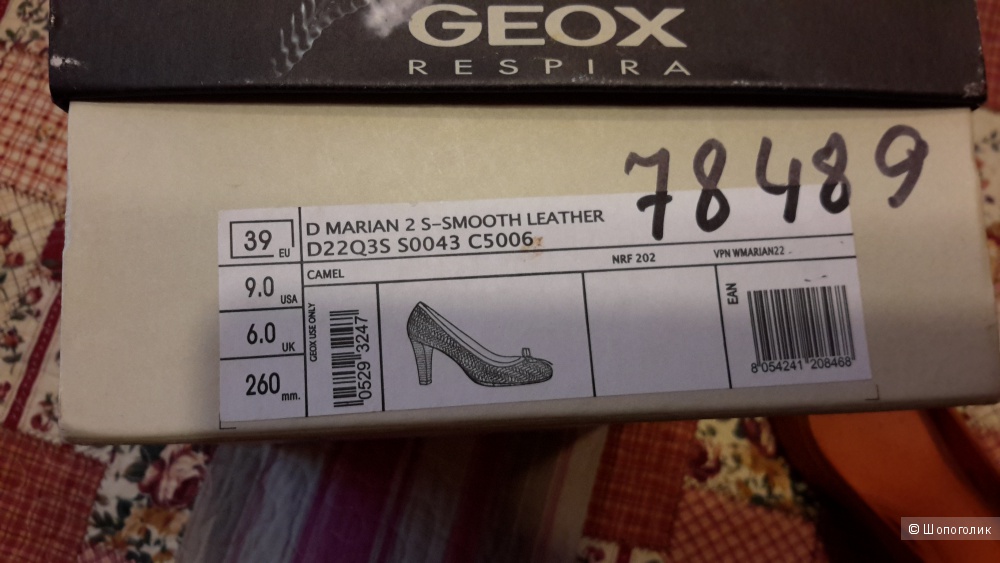 GEOX
RESPIRA
78489
39 EU
D MARIAN 2 S-SMOOTH LEATHER
D22Q3S S0043 C5006
9.0 USA
CAMEL
NRF 202
VPN WMARIAN22
6.0 UK
GEOX USE ONLY
0529 3247
EAN
8 054241 208468
260 mm.
© Шопоголик